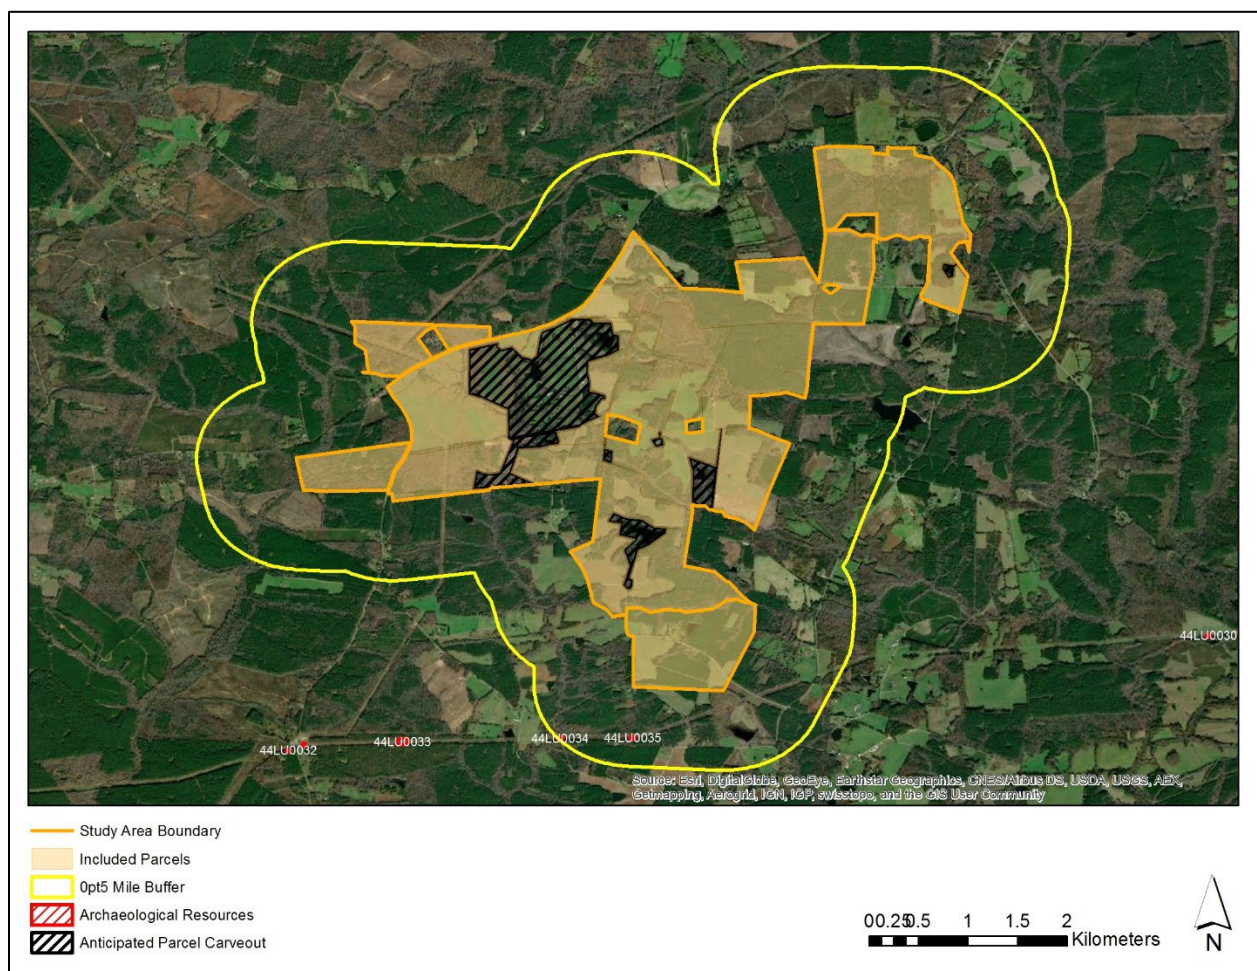 44LU0030
44LU0032
44LU0033
44LU0034
44LU0035
Source: Esri, DigitalGlobe, GeoEye, Earthstar Geographics, CNES/Airbus DS, USDA, USGS, AEX,
Getmapping, Aerogrid, IGN, IGP, swisstopo, and the GIS User Community
Study Area Boundary
Included Parcels
0pt5 Mile Buffer
Archaeological Resources
Anticipated Parcel Carveout
0 0.25 0.5 1 1.5 2
Kilometers
N